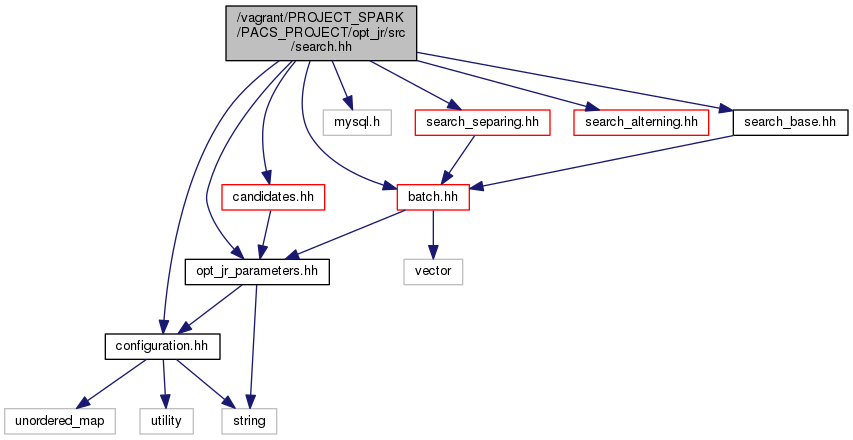 /vagrant/PROJECT_SPARK
/PACS_PROJECT/opt_jr/src
/search.hh
mysql.h
search_separing.hh
search_alterning.hh
search_base.hh
candidates.hh
batch.hh
opt_jr_parameters.hh
vector
configuration.hh
unordered_map
utility
string